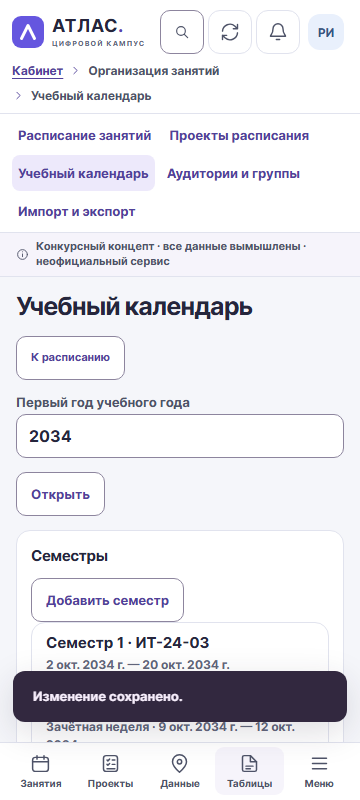 АТЛАС.
ЦИФРОВОЙ КАМПУС
РИ
Кабинет
Организация занятий
Учебный календарь
Расписание занятий
Проекты расписания
Учебный календарь
Аудитории и группы
Импорт и экспорт
Конкурсный концепт · все данные вымышлены ·
неофициальный сервис
Учебный календарь
К расписанию
Первый год учебного года
2034
Открыть
Семестры
Добавить семестр
Семестр 1 · ИТ-24-03
2 окт. 2034 г. — 20 окт. 2034 г.
Изменение сохранено.
Зачётная неделя · 9 окт. 2034 г. — 12 окт.
Занятия
Проекты
Данные
Таблицы
Меню